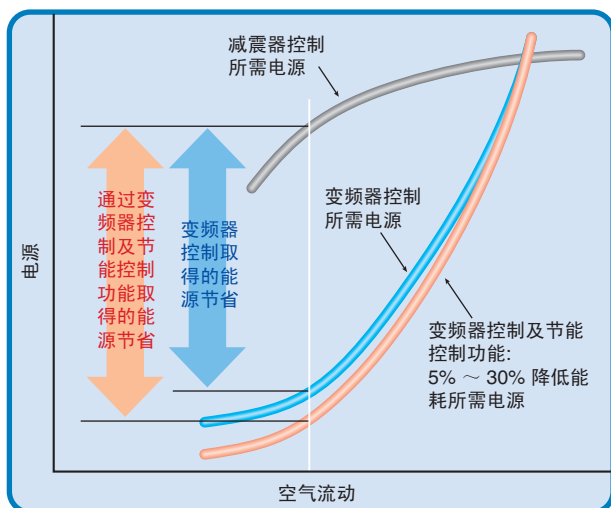 减震器控制
所需电源
变频器控制
所需电源
通过变
频器控
制及节
能控制
功能取
得的能
源节省
变频器
控制取
得的能
源节省
变频器控制及节能
控制功能:
5% ～ 30% 降低能
耗所需电源
电源
空气流动